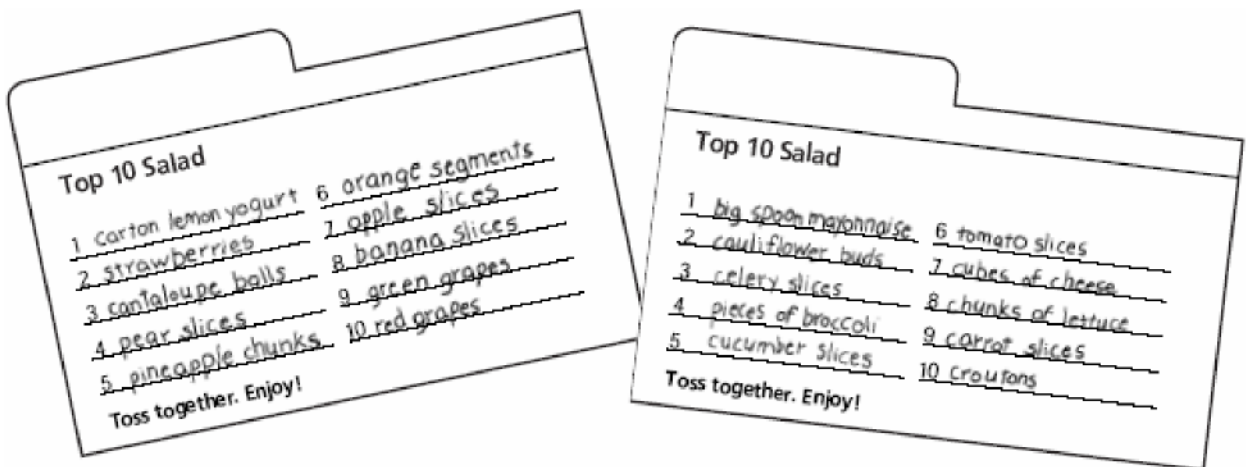 Top 10 Salad
1 carton lemon yogurt
2 strawberries
3 cantaloupe balls
4 pear slices
5 pineapple chunks
6 orange segments
7 apple slices
8 banana slices
9 green grapes
10 red grapes
Toss together. Enjoy!
Top 10 Salad
1 big spoon mayonnaise
2 cauliflower buds
3 celery slices
4 pieces of broccoli
5 cucumber slices
6 tomato slices
7 cubes of cheese
8 chunks of lettuce
9 carrot slices
10 croutons
Toss together. Enjoy!